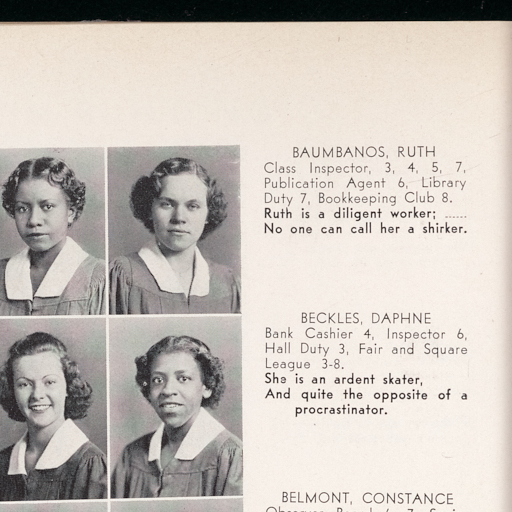 BAUMBANOS, RUTH
Class Inspector, 3, 4, 5, 7,
Publication Agent 6, Library
Duty 7, Bookkeeping Club 8.
Ruth is a diligent worker; ......
No one can call her a shirker.
BECKLES, DAPHNE
Bank Cashier 4, Inspector 6,
Hall Duty 3, Fair and Square
League 3-8.
She is an ardent skater,
And quite the opposite of a
procrastinator.
BELMONT, CONSTANCE